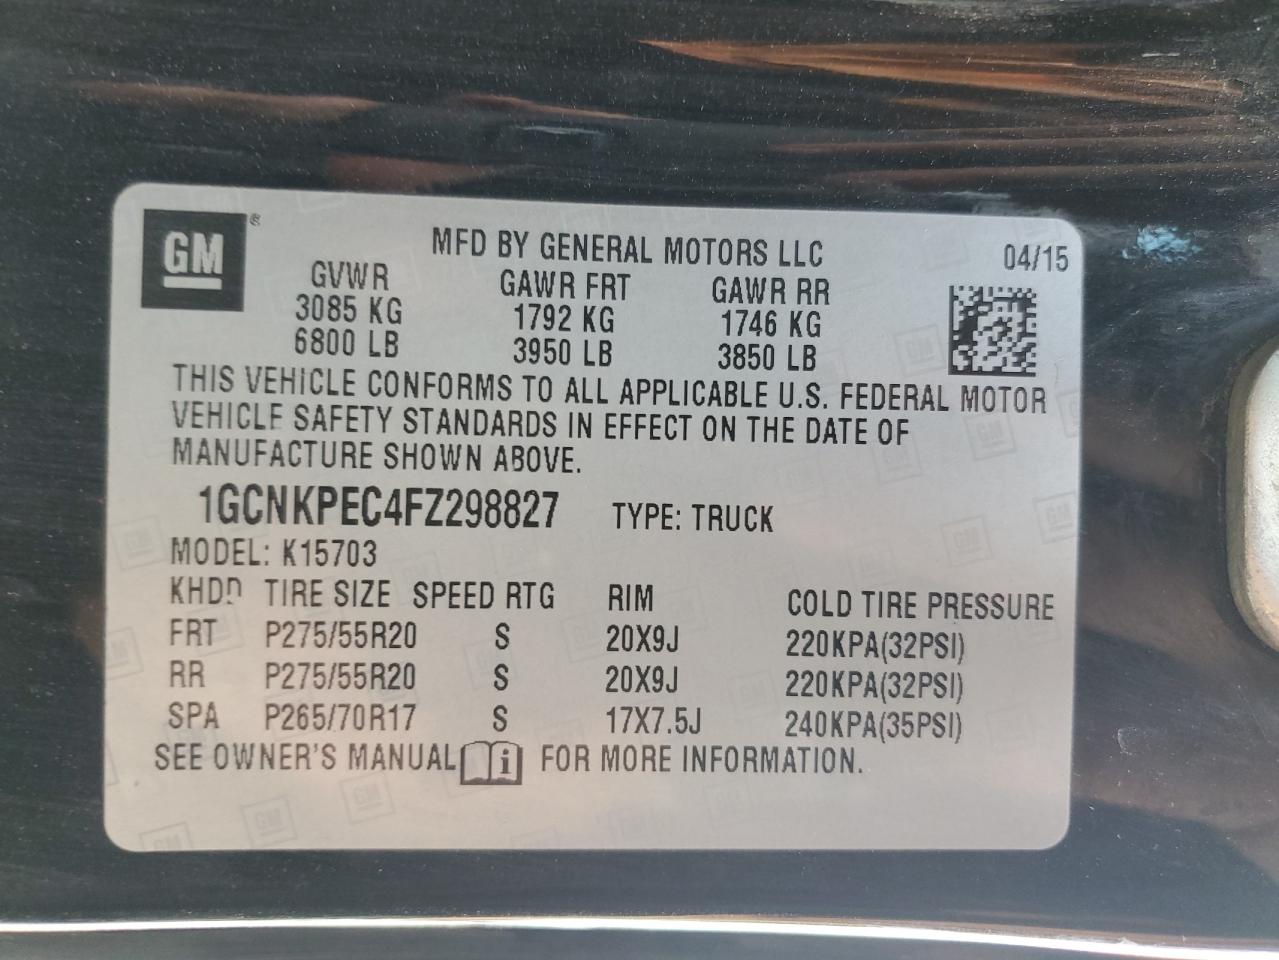 GM ®
MFD BY GENERAL MOTORS LLC 04/15
GVWR GAWR FRT GAWR RR
3085 KG 1792 KG 1746 KG
6800 LB 3950 LB 3850 LB
THIS VEHICLE CONFORMS TO ALL APPLICABLE U.S. FEDERAL MOTOR
VEHICLE SAFETY STANDARDS IN EFFECT ON THE DATE OF
MANUFACTURE SHOWN ABOVE.
1GCNKPEC4FZ298827 TYPE: TRUCK
MODEL: K15703
KHDD TIRE SIZE SPEED RTG RIM COLD TIRE PRESSURE
FRT P275/55R20 S 20X9J 220KPA(32PSI)
RR P275/55R20 S 20X9J 220KPA(32PSI)
SPA P265/70R17 S 17X7.5J 240KPA(35PSI)
SEE OWNER'S MANUAL i FOR MORE INFORMATION.